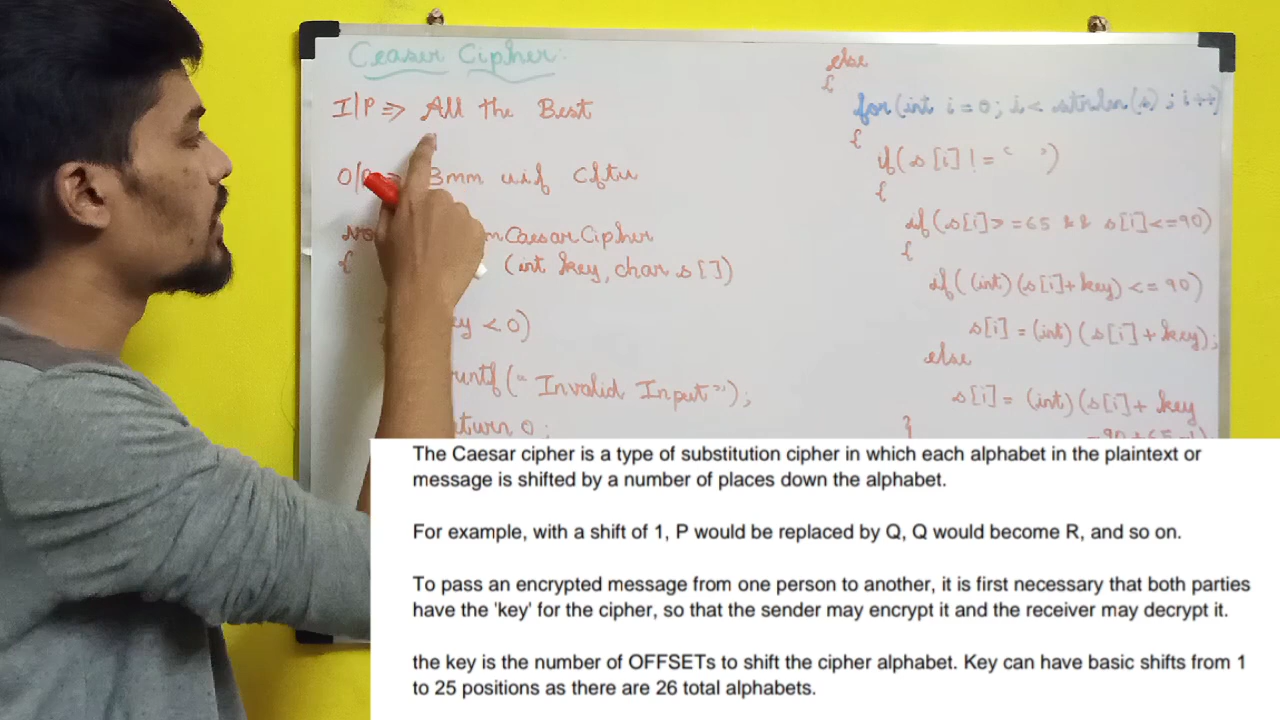 Ceaser Cipher:
I/P => All the Best
O/P => Bmm uif Cftu
CaesarCipher
{ (int key, char s[])
< 0)
printf("Invalid Input");
return 0;
else
{
for(int i=0; i< strlen(s); i++)
{
if(s[i] != ' ')
{
if(s[i]>=65 && s[i]<=90)
{
if((int)(s[i]+key) <= 90)
s[i] = (int)(s[i]+key);
else
s[i] = (int)(s[i]+key
}
-90+65-1);
The Caesar cipher is a type of substitution cipher in which each alphabet in the plaintext or
message is shifted by a number of places down the alphabet.
For example, with a shift of 1, P would be replaced by Q, Q would become R, and so on.
To pass an encrypted message from one person to another, it is first necessary that both parties
have the 'key' for the cipher, so that the sender may encrypt it and the receiver may decrypt it.
the key is the number of OFFSETs to shift the cipher alphabet. Key can have basic shifts from 1
to 25 positions as there are 26 total alphabets.